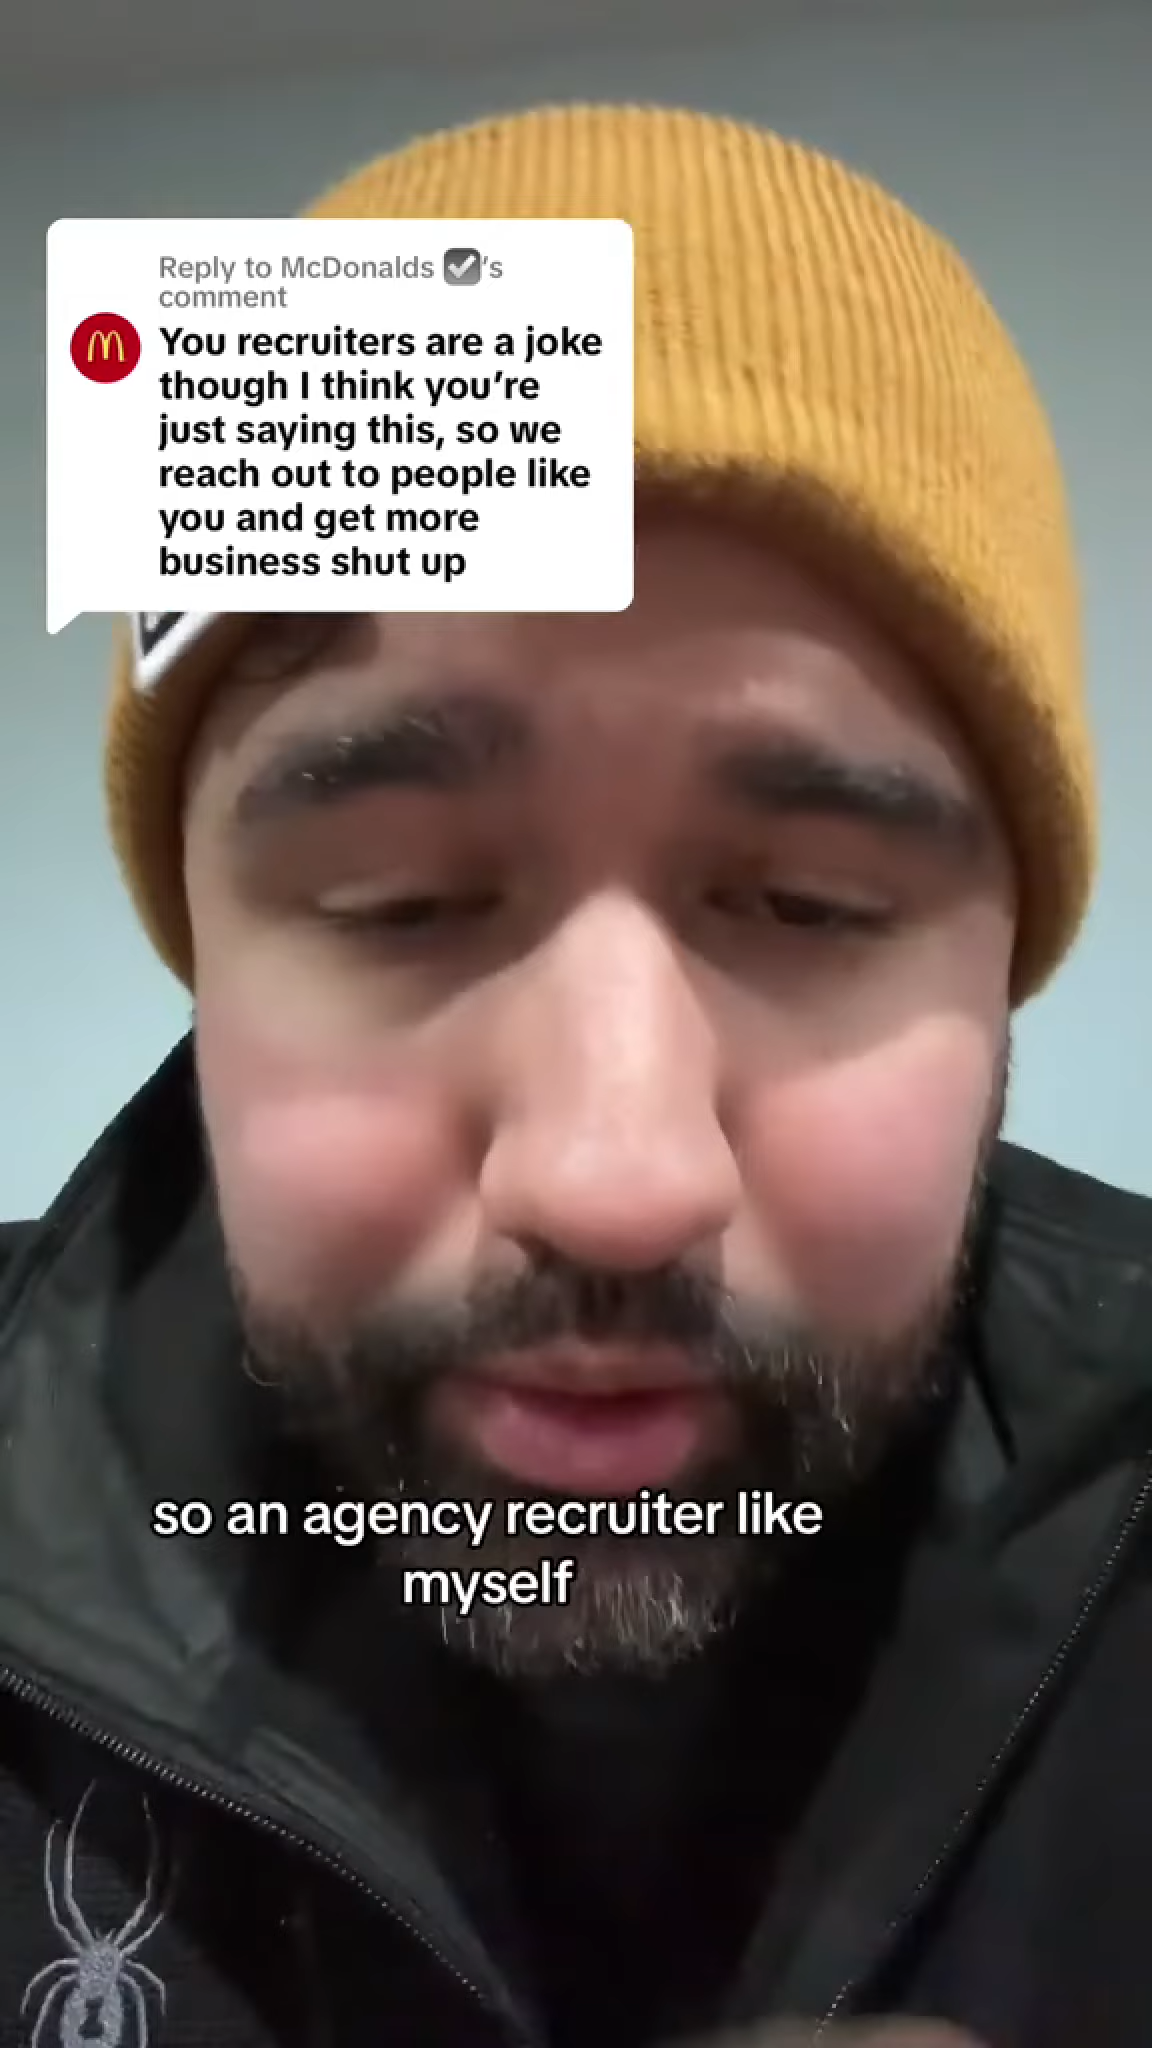 Reply to McDonalds ☑️'s
comment
You recruiters are a joke
though I think you’re
just saying this, so we
reach out to people like
you and get more
business shut up
so an agency recruiter like
myself